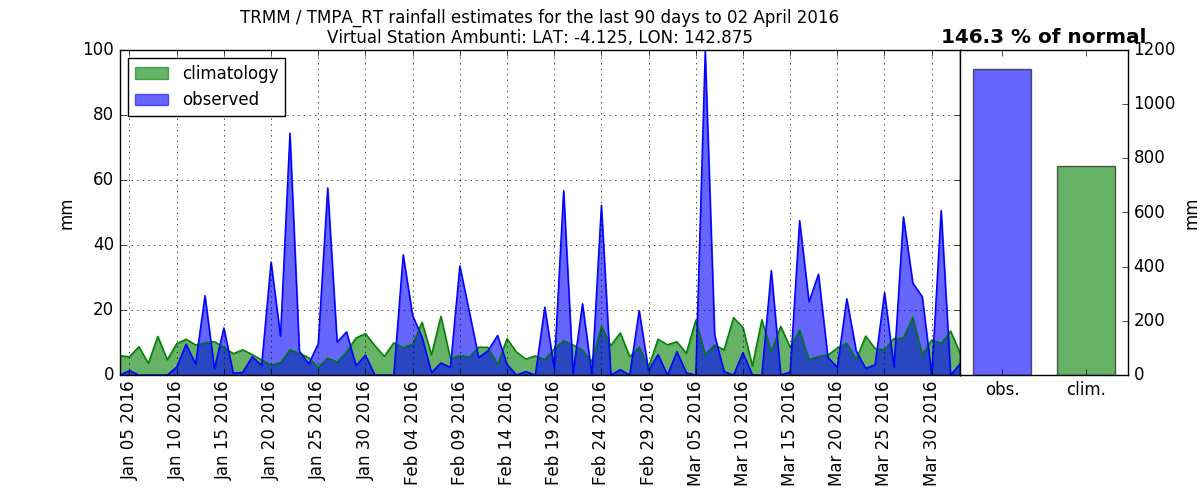 TRMM / TMPA_RT rainfall estimates for the last 90 days to 02 April 2016
Virtual Station Ambunti: LAT: -4.125, LON: 142.875
146.3 % of normal
climatology
observed
100
80
60
40
20
0
mm
Jan 05 2016
Jan 10 2016
Jan 15 2016
Jan 20 2016
Jan 25 2016
Jan 30 2016
Feb 04 2016
Feb 09 2016
Feb 14 2016
Feb 19 2016
Feb 24 2016
Feb 29 2016
Mar 05 2016
Mar 10 2016
Mar 15 2016
Mar 20 2016
Mar 25 2016
Mar 30 2016
obs.
clim.
1200
1000
800
600
400
200
0
mm